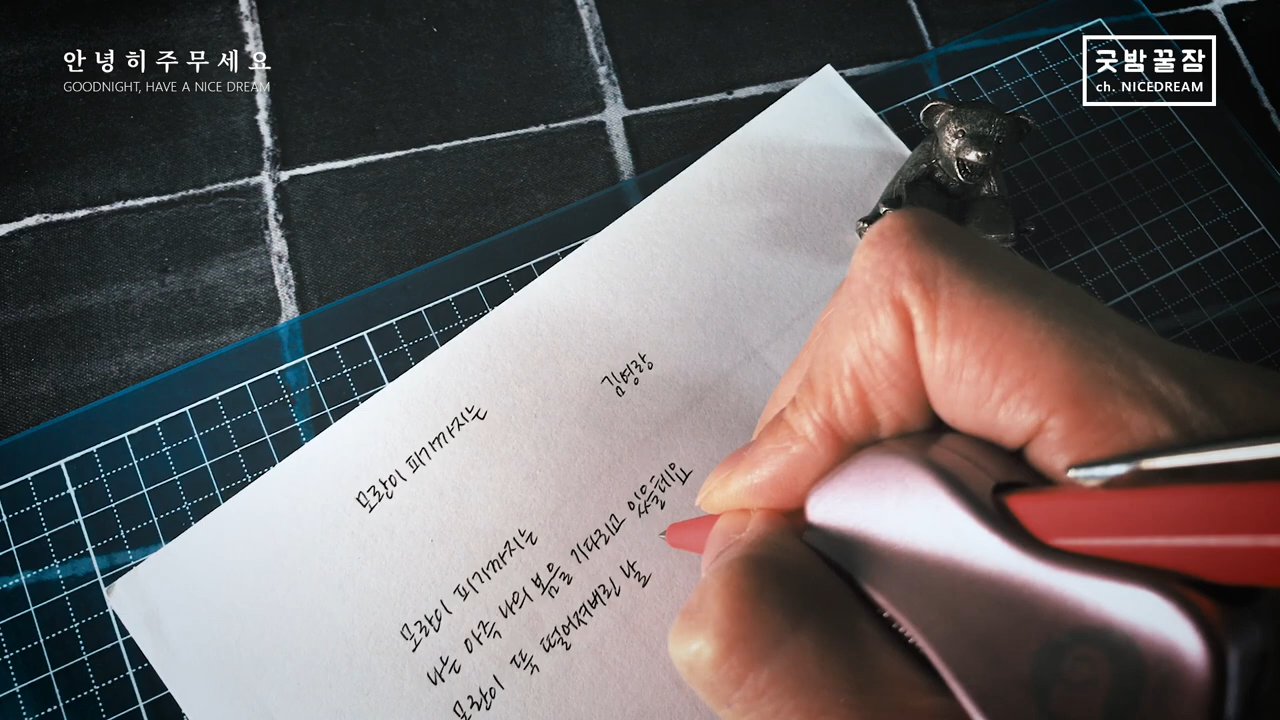 안녕히주무세요
GOODNIGHT, HAVE A NICE DREAM
굿밤꿀잠
ch. NICEDREAM
모란이 피기까지는
김영랑
모란이 피기까지는
나는 아즉 나의 봄을 기다리고 있을테요
모란이 뚝 떨어져버린 날